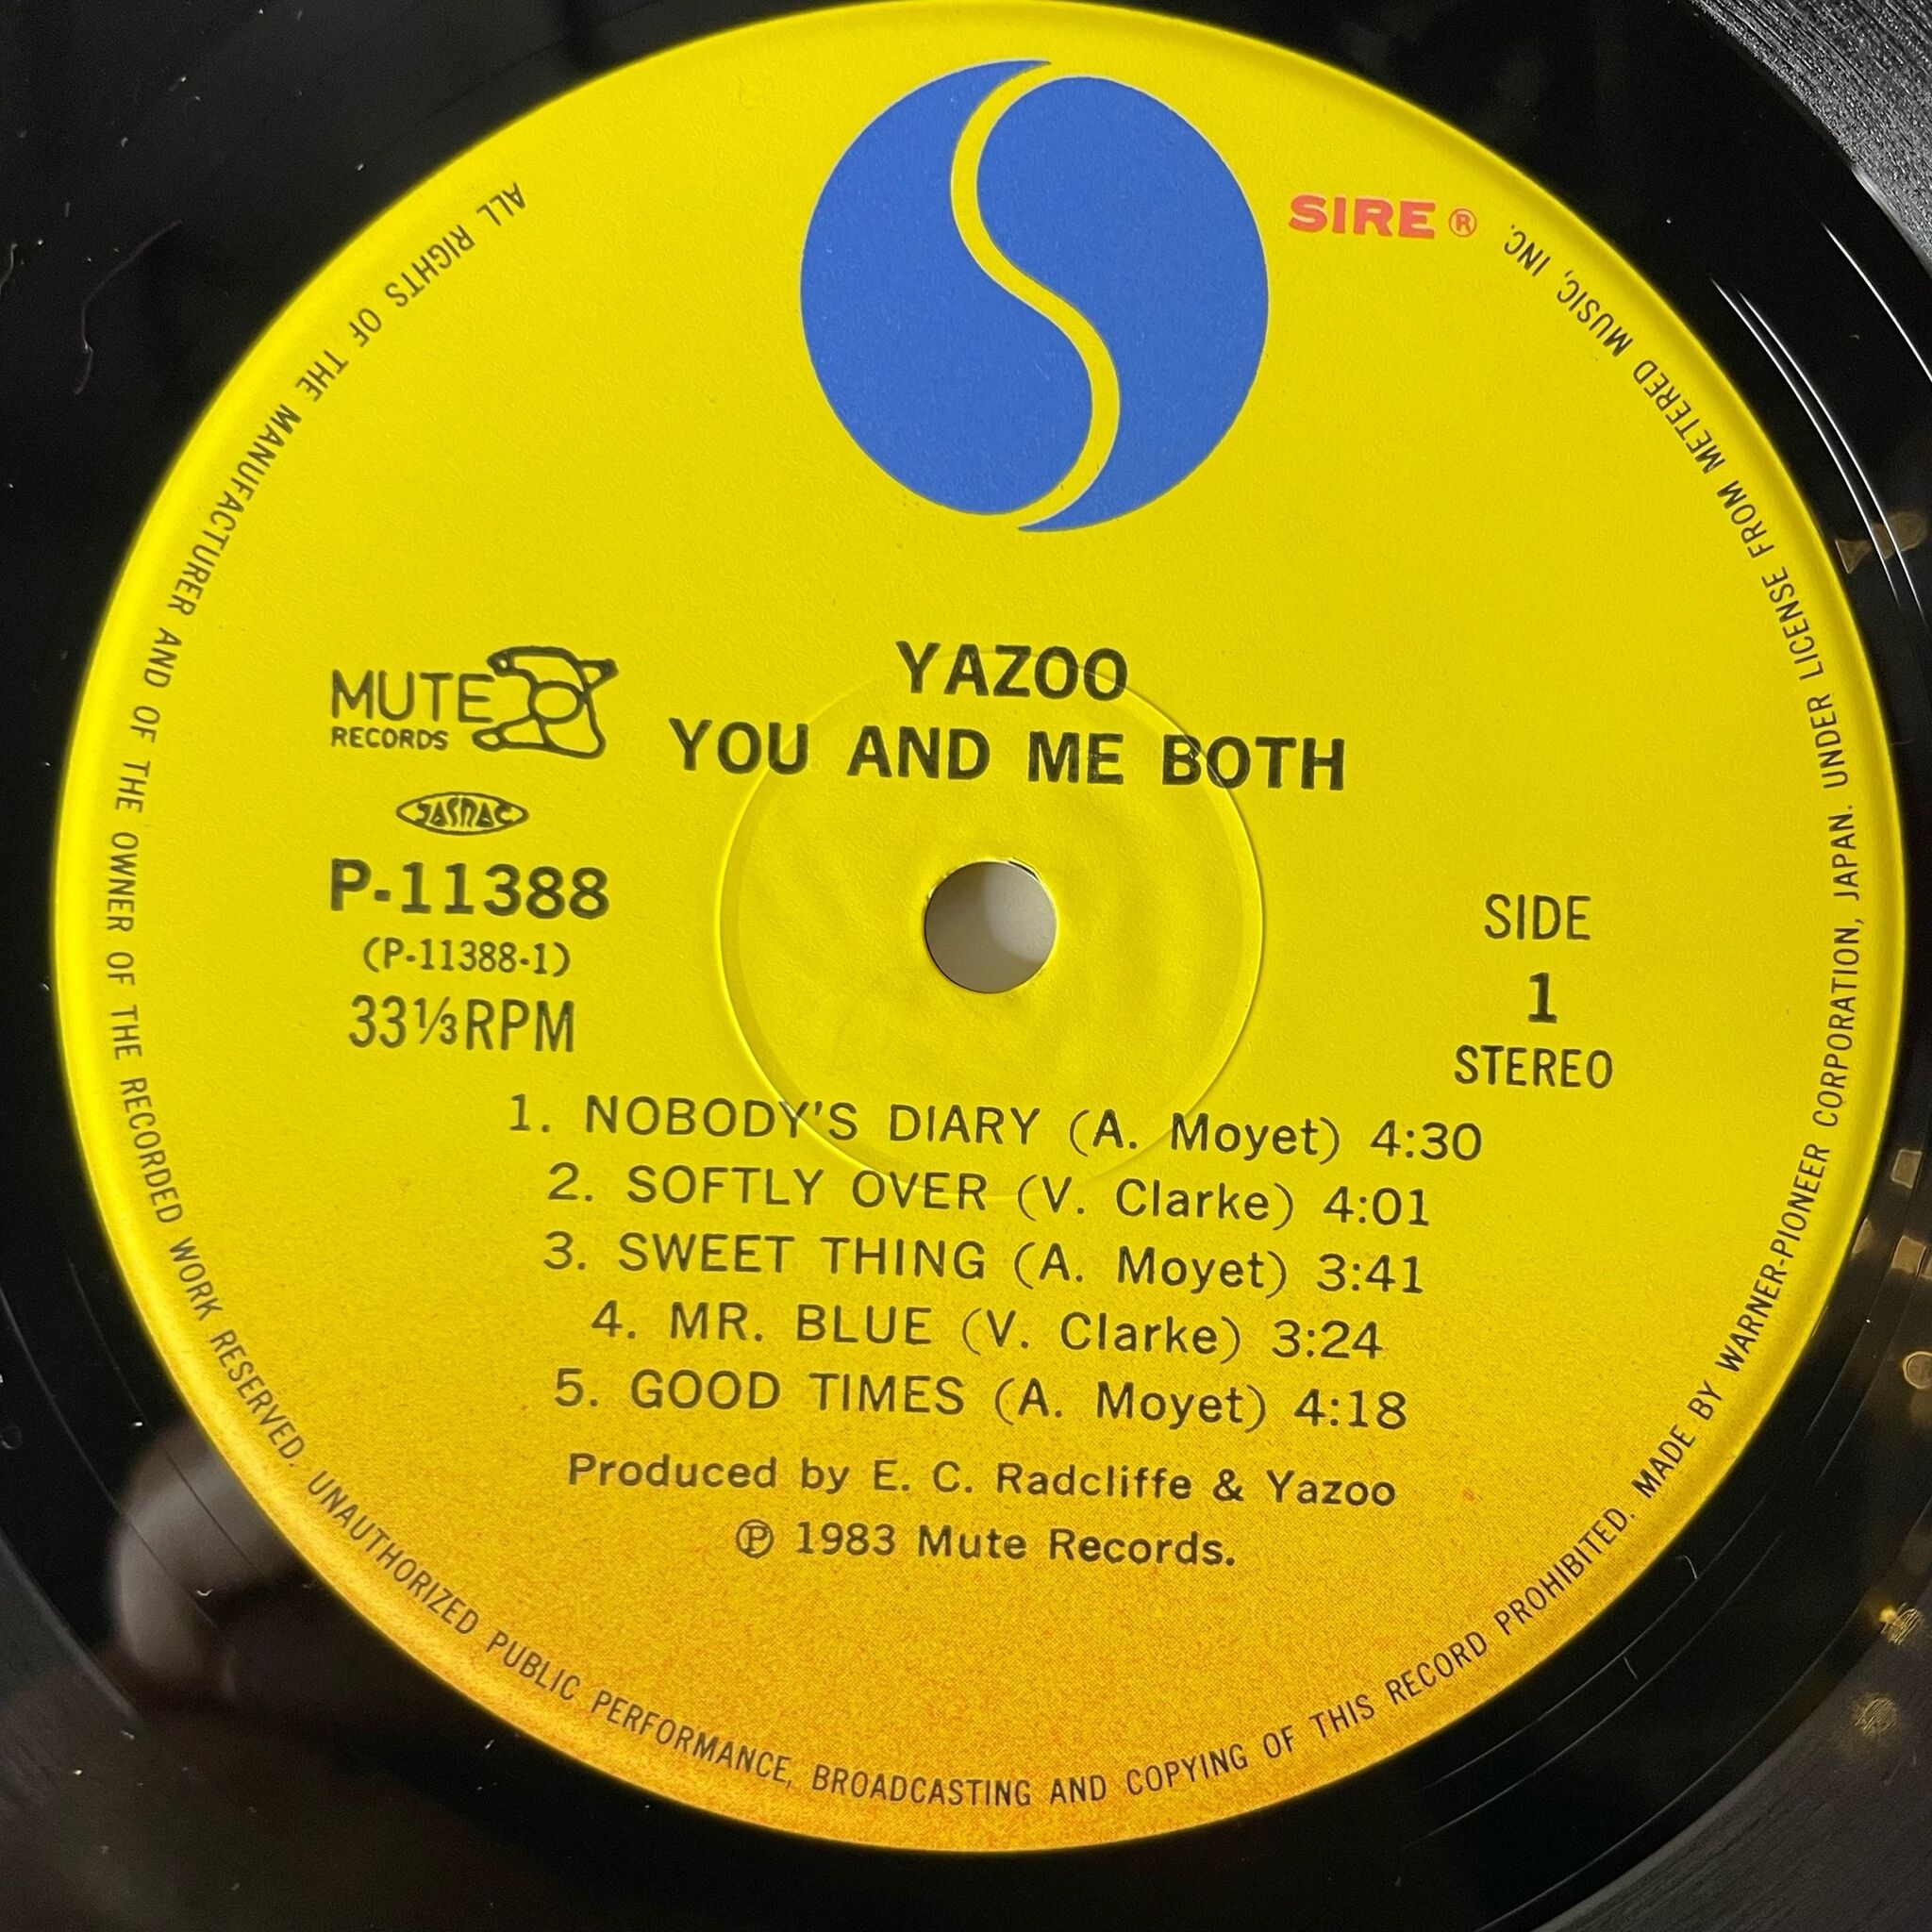 SIRE ®
YAZOO
YOU AND ME BOTH
MUTE
RECORDS
JASRAC
P-11388
(P-11388-1)
33⅓RPM
SIDE
1
STEREO
1. NOBODY'S DIARY (A. Moyet) 4:30
2. SOFTLY OVER (V. Clarke) 4:01
3. SWEET THING (A. Moyet) 3:41
4. MR. BLUE (V. Clarke) 3:24
5. GOOD TIMES (A. Moyet) 4:18
Produced by E. C. Radcliffe & Yazoo
℗ 1983 Mute Records.
ALL RIGHTS OF THE MANUFACTURER AND OF THE OWNER OF THE RECORDED WORK RESERVED. UNAUTHORIZED PUBLIC PERFORMANCE, BROADCASTING AND COPYING OF THIS RECORD PROHIBITED. MADE BY WARNER-PIONEER CORPORATION, JAPAN. UNDER LICENSE FROM METERED MUSIC, INC.